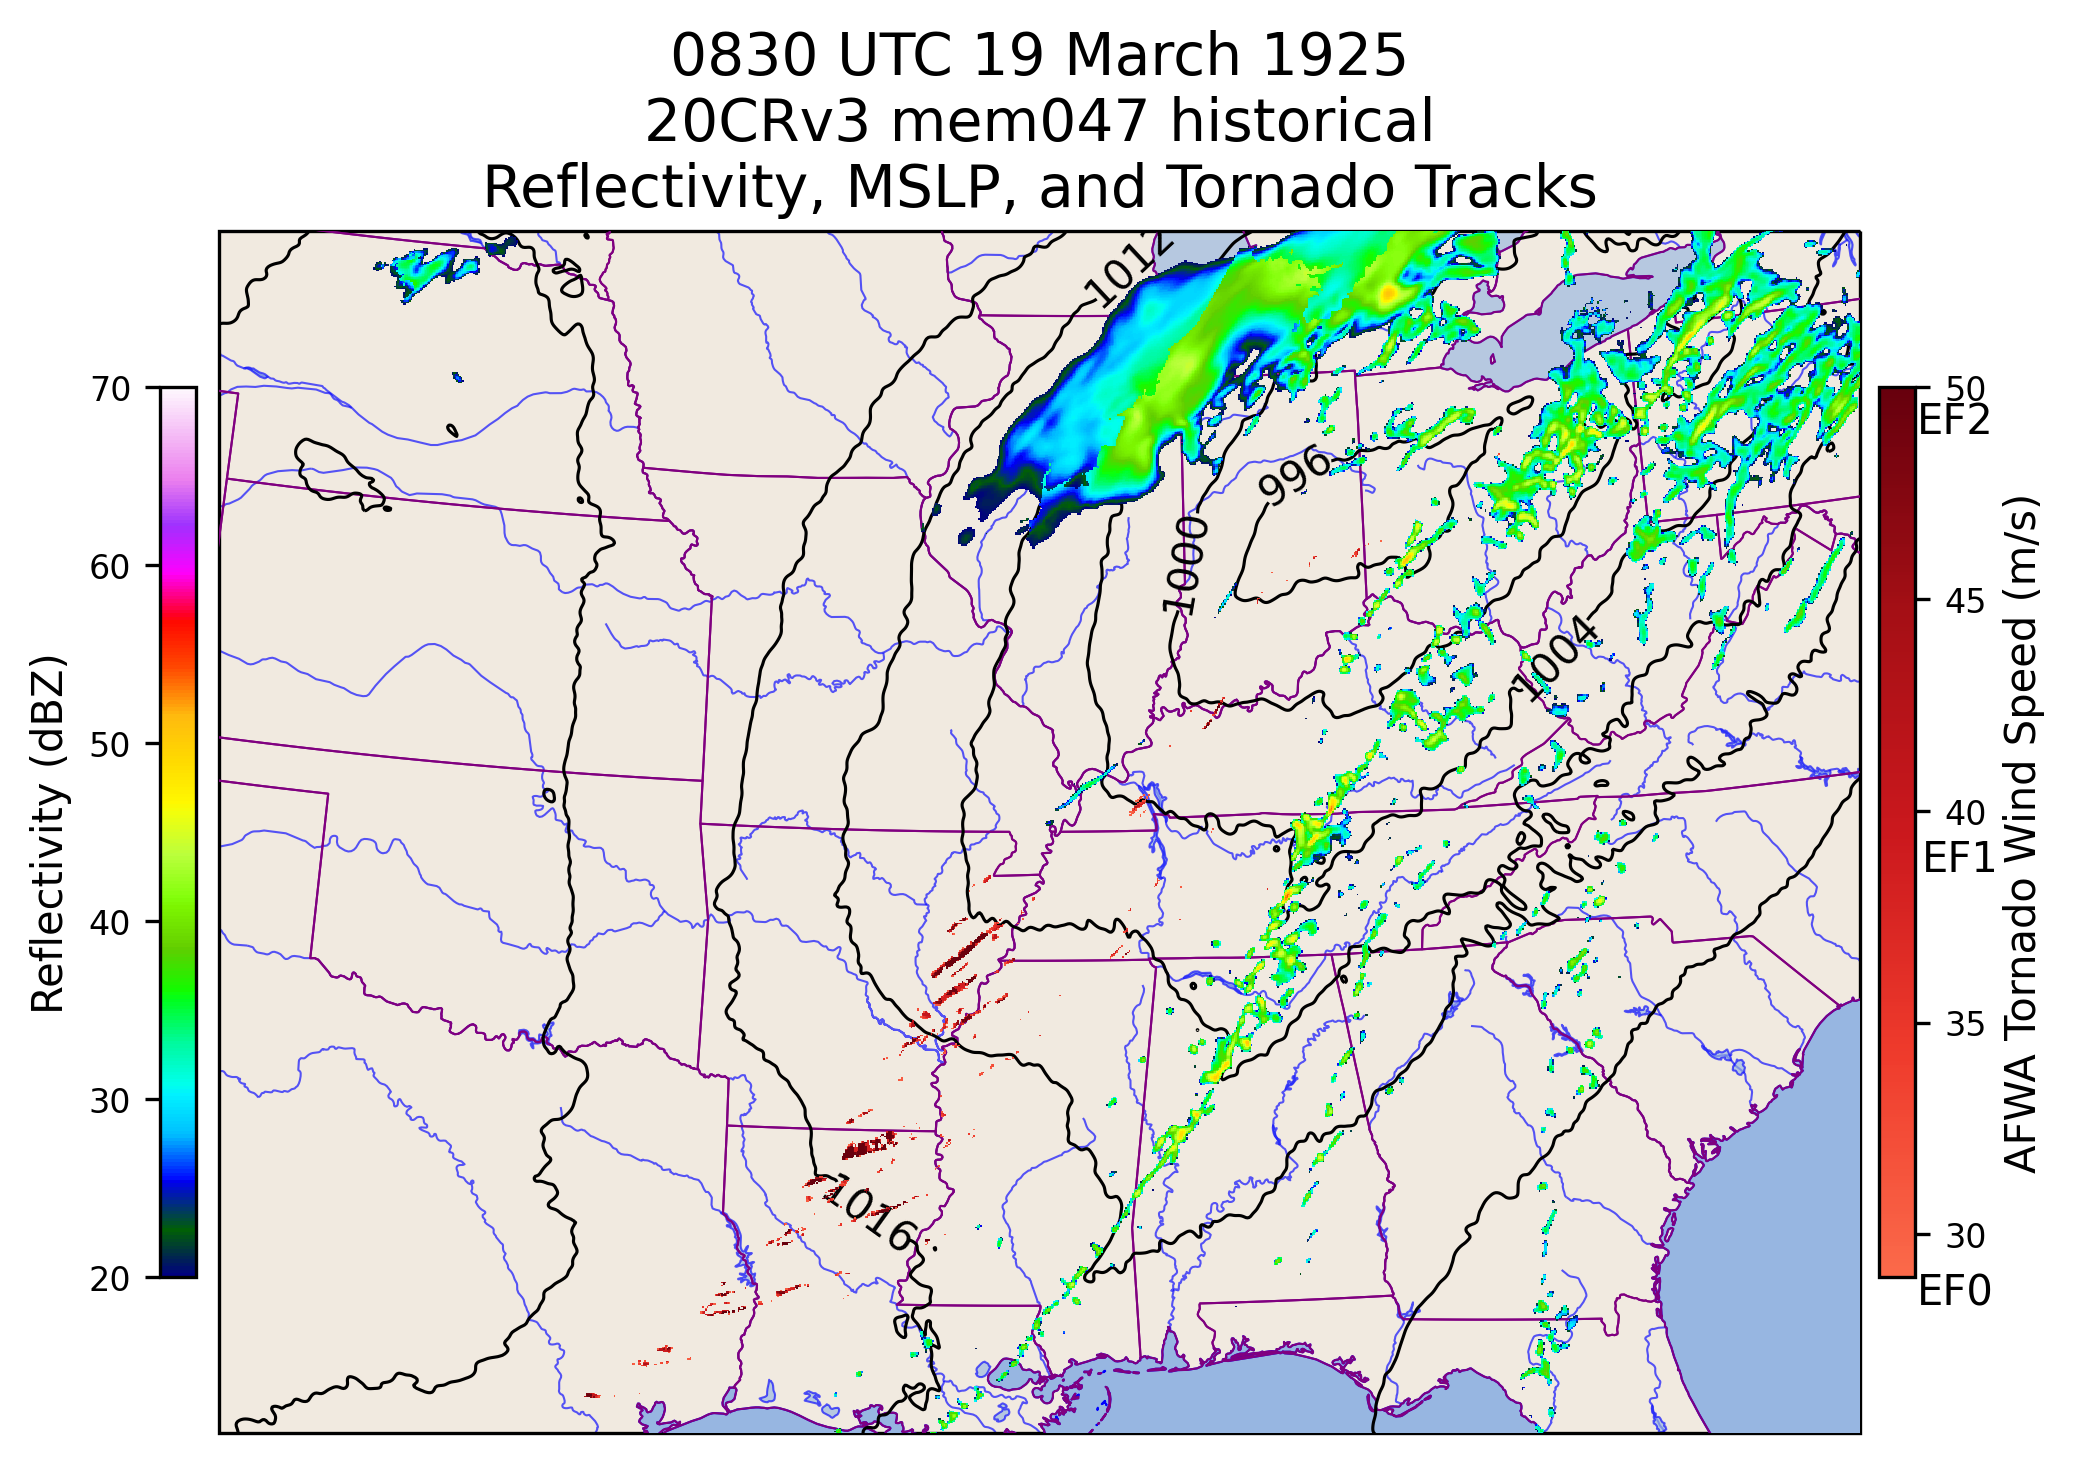 0830 UTC 19 March 1925
20CRv3 mem047 historical
Reflectivity, MSLP, and Tornado Tracks
1012
996
1000
1004
1016
70
60
50
40
30
20
Reflectivity (dBZ)
50
EF2
45
40
EF1
35
30
EF0
AFWA Tornado Wind Speed (m/s)